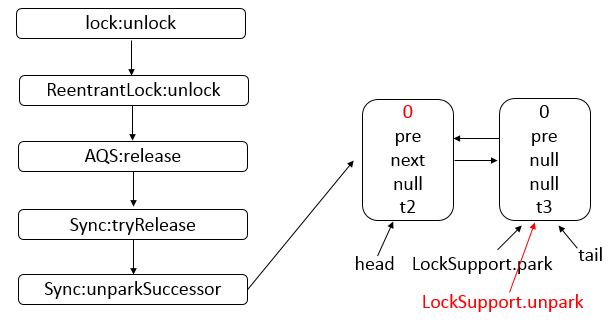 lock:unlock
ReentrantLock:unlock
AQS:release
Sync:tryRelease
Sync:unparkSuccessor
0
pre
next
null
t2
0
pre
null
null
t3
head
LockSupport.park
tail
LockSupport.unpark